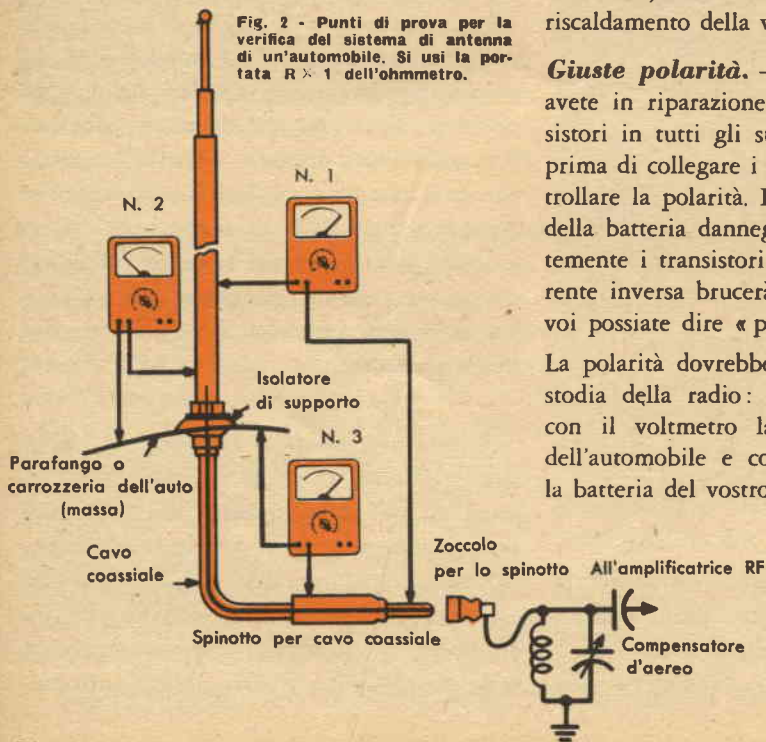 Fig. 2 - Punti di prova per la
verifica del sistema di antenna
di un'automobile. Si usi la por-
tata R × 1 dell'ohmmetro.
N. 1
N. 2
Isolatore
di supporto
N. 3
Parafango o
carrozzeria dell'auto
(massa)
Cavo
coassiale
Spinotto per cavo coassiale
Zoccolo
per lo spinotto
All'amplificatrice RF
Compensatore
d'aereo
riscaldamento della v
Giuste polarità. -
avete in riparazione
sistori in tutti gli s
prima di collegare i
trollare la polarità.
della batteria danneg
temente i transistori
rente inversa brucerà
voi possiate dire « p
La polarità dovrebb
stodia della radio:
con il voltmetro l
dell'automobile e co
la batteria del vostro